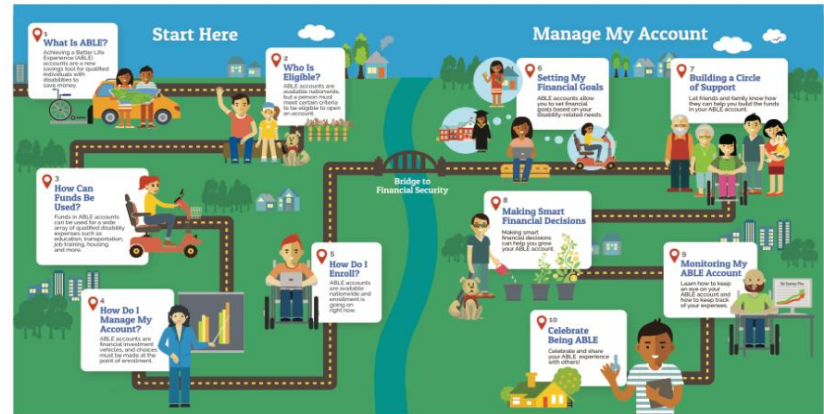 Start Here
1
What Is ABLE?
Achieving a Better Life
Experience (ABLE)
accounts are a new
savings tool for qualified
individuals with
disabilities to
save money.
2
Who Is
Eligible?
ABLE accounts are
available nationwide,
but a person must
meet certain criteria
to be eligible to open
an account.
3
How Can
Funds Be
Used?
Funds in ABLE accounts
can be used for a wide
array of qualified disability
expenses such as
education, transportation,
job training, housing
and more.
4
How Do I
Manage My
Account?
ABLE accounts are
financial investment
vehicles, and choices
must be made at the
point of enrollment.
5
How Do I
Enroll?
ABLE accounts
are available
nationwide and
enrollment is
going on
right now.
Bridge to
Financial Security
Manage My Account
6
Setting My
Financial Goals
ABLE accounts allow
you to set financial
goals based on your
disability-related needs.
7
Building a Circle
of Support
Let friends and family know how
they can help you build the funds
in your ABLE account.
8
Making Smart
Financial Decisions
Making smart
financial decisions
can help you grow
your ABLE account.
9
Monitoring My
ABLE Account
Learn how to keep
an eye on your
ABLE account and
how to keep track
of your expenses.
10
Celebrate
Being ABLE
Celebrate and share
your ABLE experience
with others!